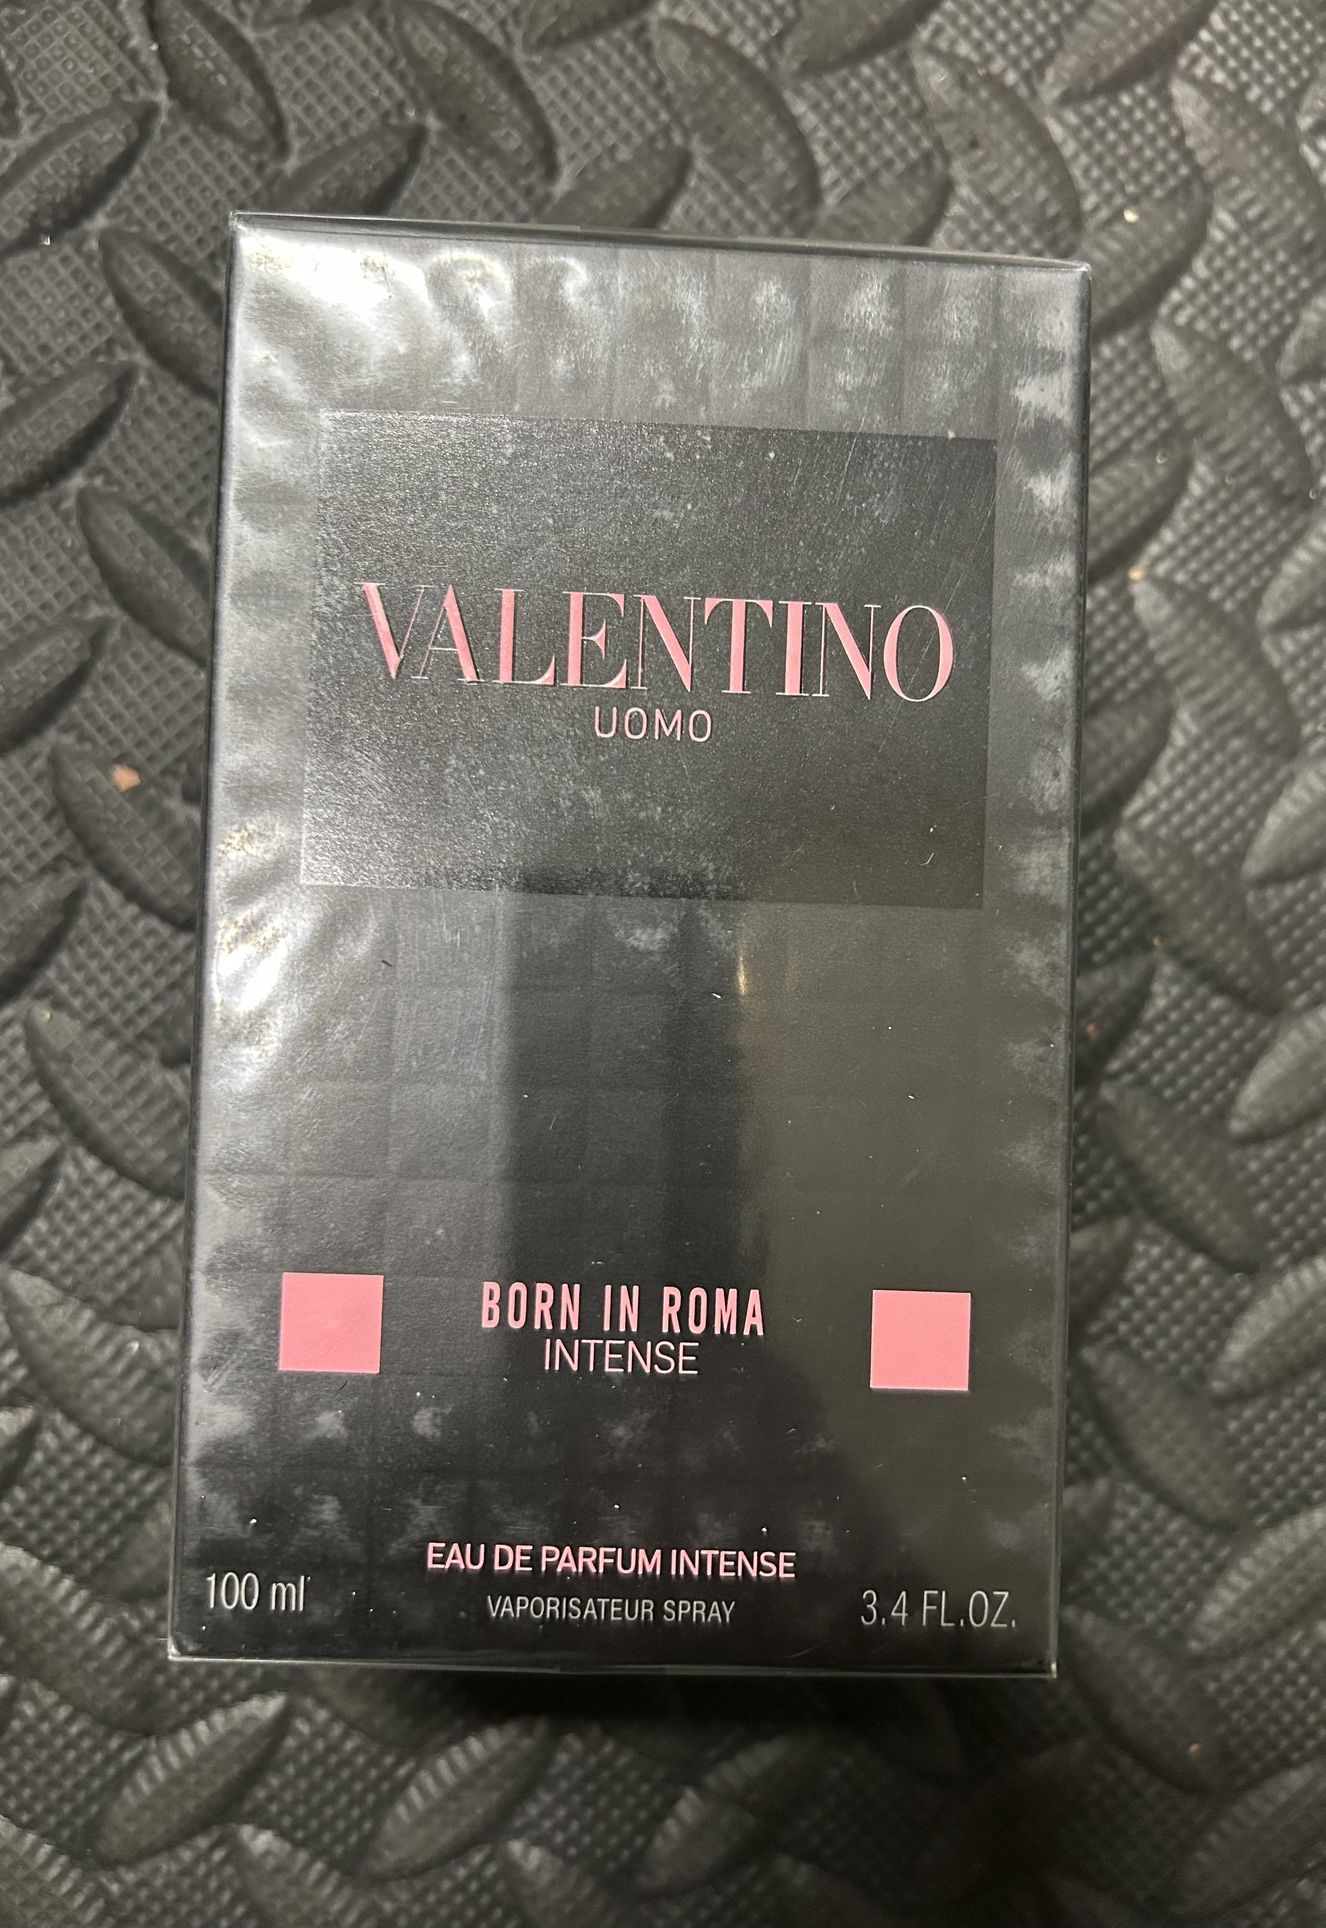 VALENTINO
UOMO
BORN IN ROMA
INTENSE
EAU DE PARFUM INTENSE
100 ml
VAPORISATEUR SPRAY
3.4 FL.OZ.